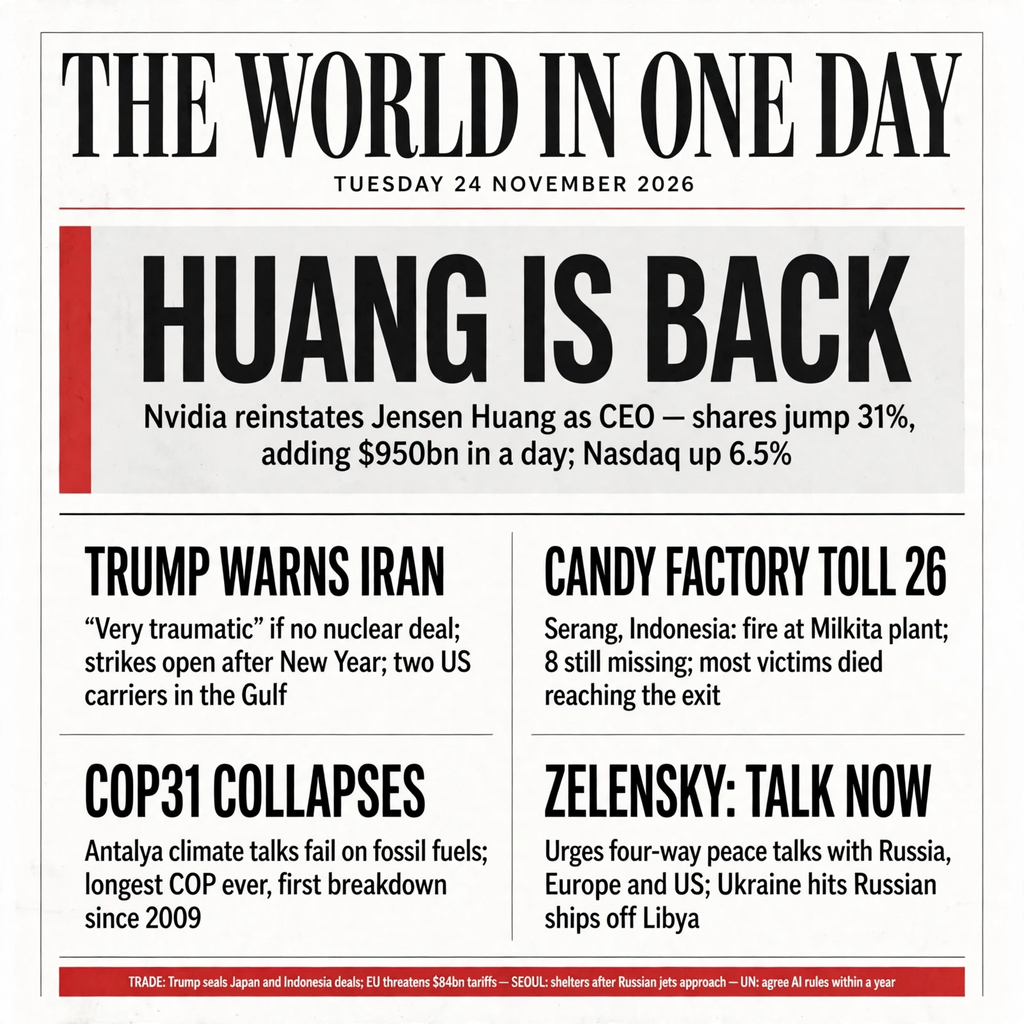 THE WORLD IN ONE DAY
TUESDAY 24 NOVEMBER 2026
HUANG IS BACK
Nvidia reinstates Jensen Huang as CEO — shares jump 31%,
adding $950bn in a day; Nasdaq up 6.5%
TRUMP WARNS IRAN
“Very traumatic” if no nuclear deal;
strikes open after New Year; two US
carriers in the Gulf
CANDY FACTORY TOLL 26
Serang, Indonesia: fire at Milkita plant;
8 still missing; most victims died
reaching the exit
COP31 COLLAPSES
Antalya climate talks fail on fossil fuels;
longest COP ever, first breakdown
since 2009
ZELENSKY: TALK NOW
Urges four-way peace talks with Russia,
Europe and US; Ukraine hits Russian
ships off Libya
TRADE: Trump seals Japan and Indonesia deals; EU threatens $84bn tariffs — SEOUL: shelters after Russian jets approach — UN: agree AI rules within a year